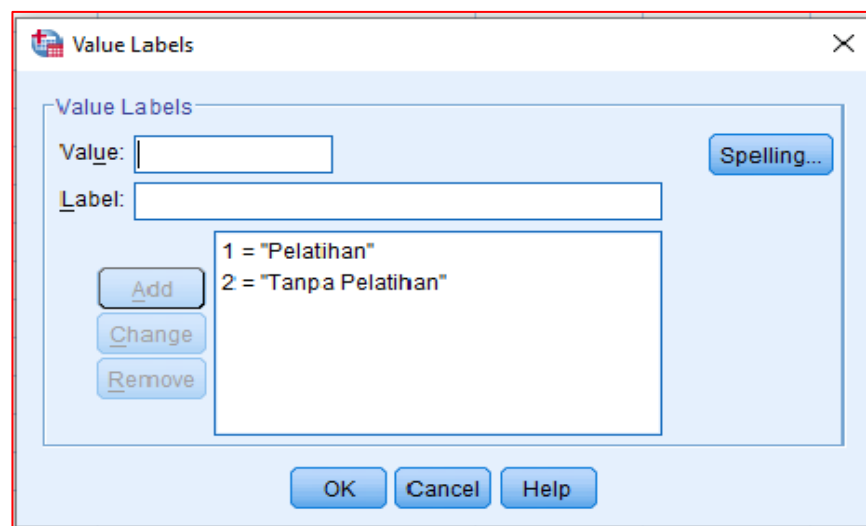 Value Labels
Value Labels
Value:
Spelling...
Label:
1 = "Pelatihan"
2 = "Tanpa Pelatihan"
Add
Change
Remove
OK Cancel Help